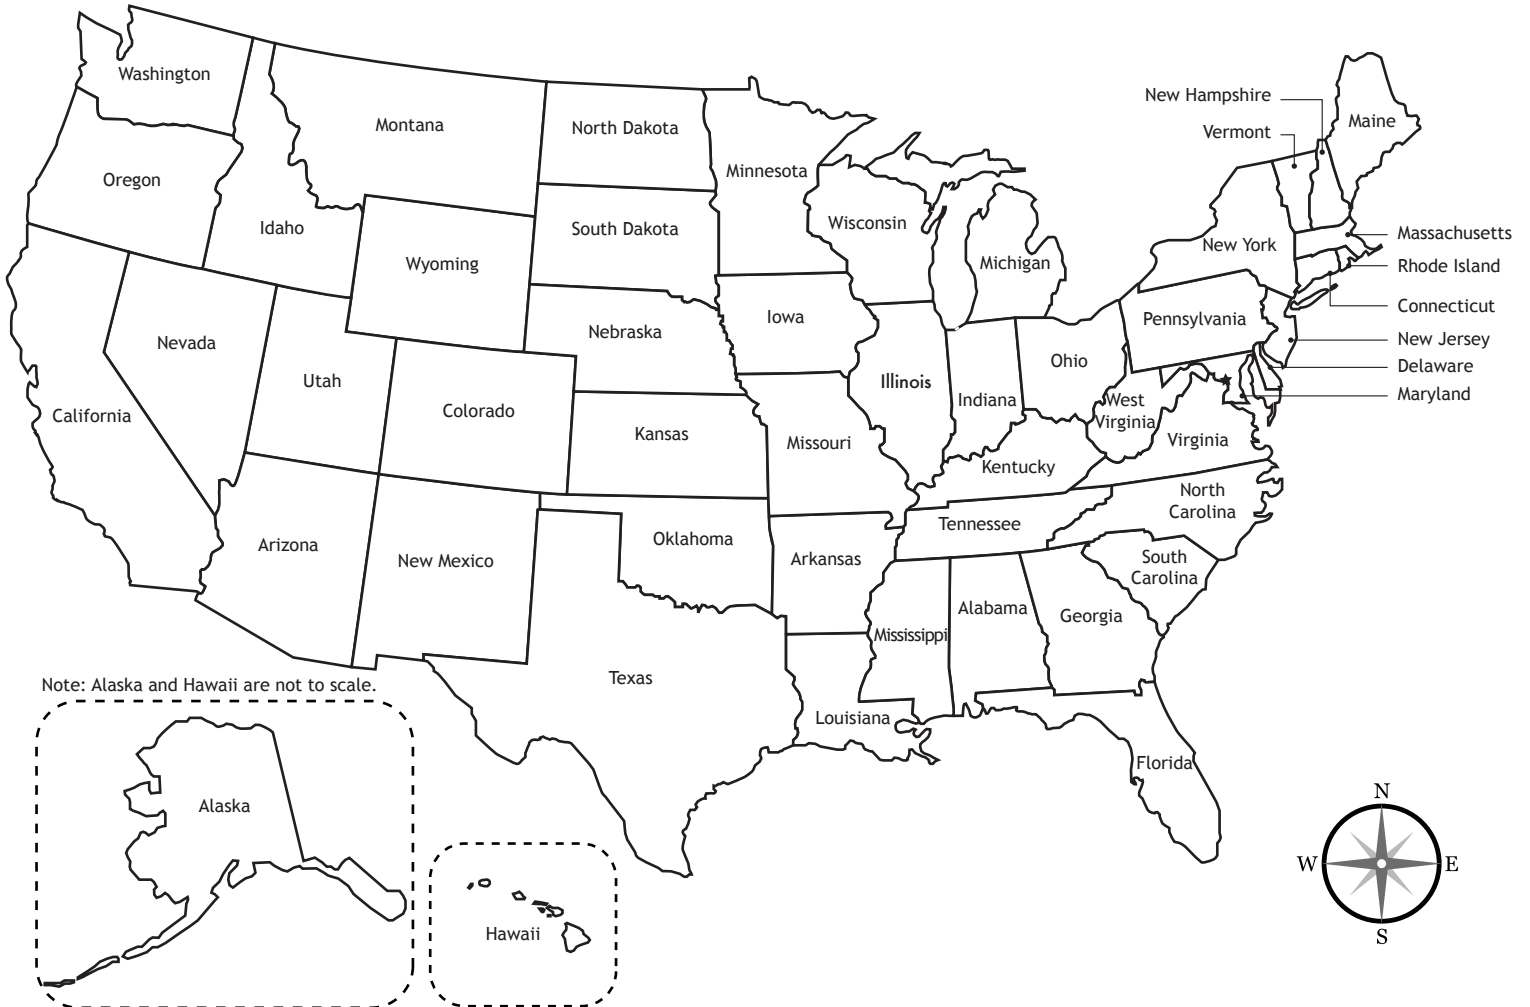 New Hampshire
Vermont
Maine
Washington
Montana
North Dakota
Minnesota
Oregon
Idaho
South Dakota
Wisconsin
Wyoming
Michigan
New York
Massachusetts
Rhode Island
Connecticut
Pennsylvania
New Jersey
Delaware
Maryland
Iowa
Nebraska
Nevada
Utah
Colorado
California
Illinois
Indiana
Ohio
West
Virginia
Virginia
Kansas
Missouri
Kentucky
North
Carolina
Tennessee
Arizona
New Mexico
Oklahoma
Arkansas
South
Carolina
Mississippi
Alabama
Georgia
Texas
Louisiana
Florida
Note: Alaska and Hawaii are not to scale.
Alaska
Hawaii
N
W
E
S